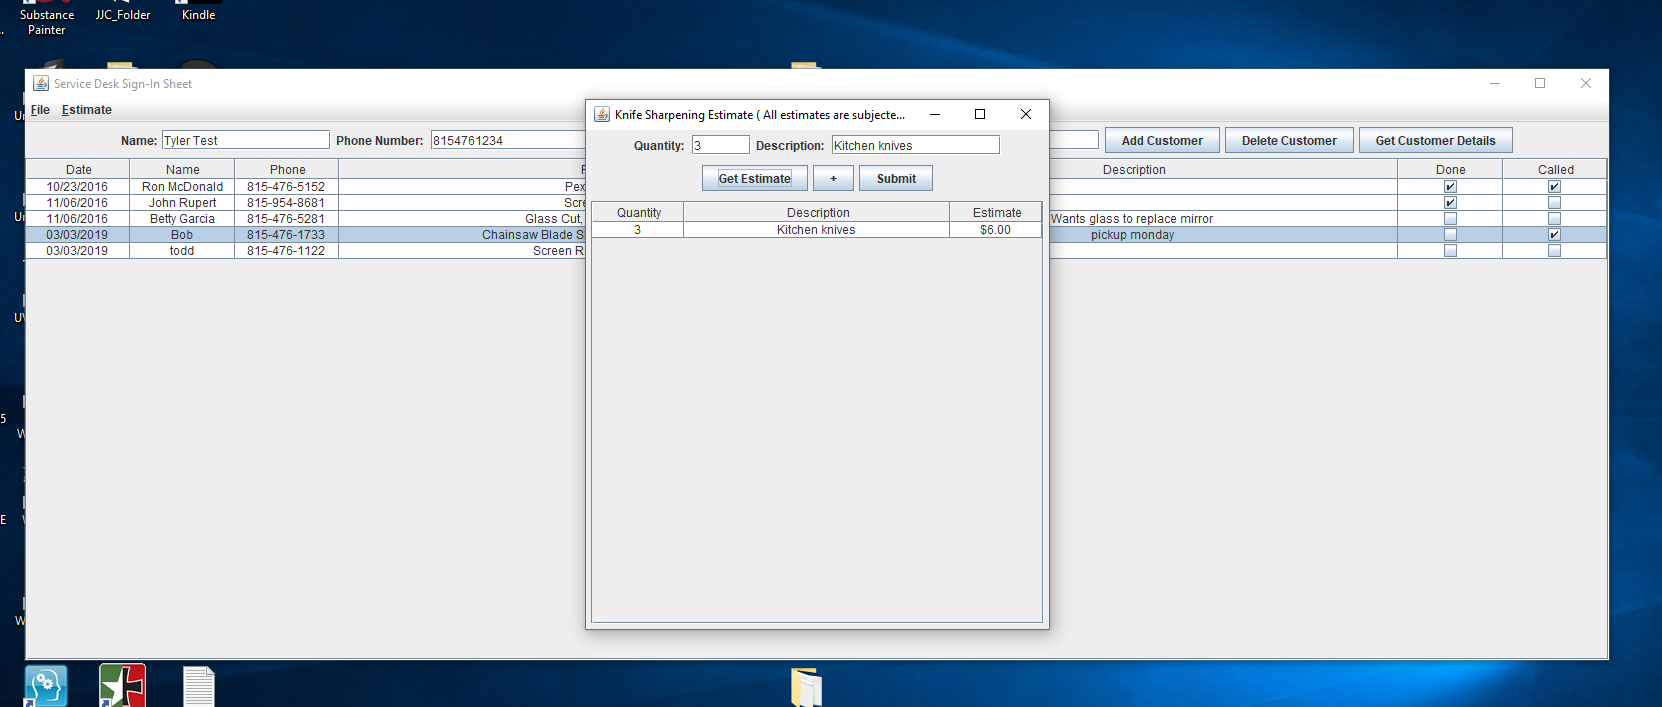 Substance
Painter
JJC_Folder
Kindle
Service Desk Sign-In Sheet
File Estimate
Name: Tyler Test Phone Number: 8154761234 Add Customer Delete Customer Get Customer Details
Date Name Phone Description Done Called
10/23/2016 Ron McDonald 815-476-5152 Pex
11/06/2016 John Rupert 815-954-8681
11/06/2016 Betty Garcia 815-476-5281 Glass Cut, Wants glass to replace mirror
03/03/2019 Bob 815-476-1733 Chainsaw Blade pickup monday
03/03/2019 todd 815-476-1122 Screen
Knife Sharpening Estimate ( All estimates are subjecte...
Quantity: 3 Description: Kitchen knives
Get Estimate + Submit
Quantity Description Estimate
3 Kitchen knives $6.00